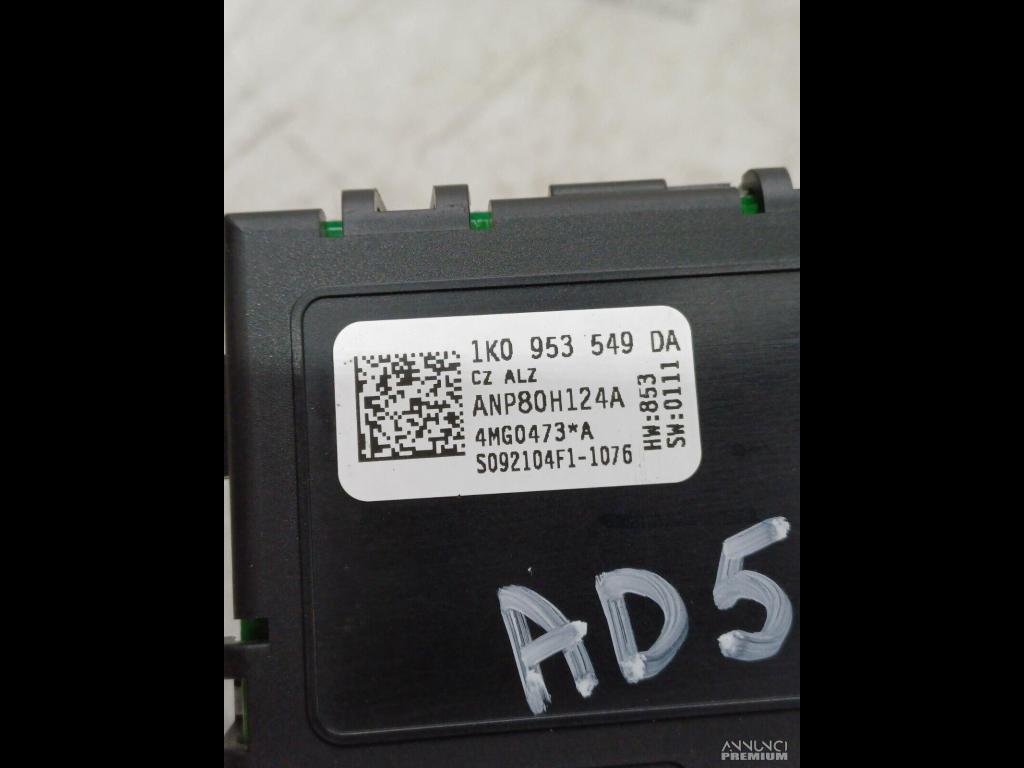 1K0 953 549 DA
CZ ALZ
ANP80H124A
4MG0473*A
S092104F1-1076
HW:853
SW:0111
AD5
ANNUNCI
PREMIUM